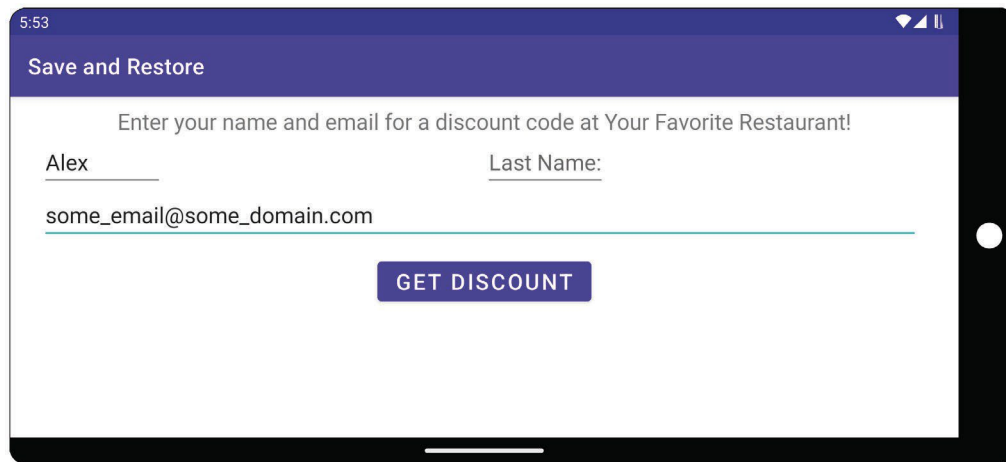 5:53
Save and Restore
Enter your name and email for a discount code at Your Favorite Restaurant!
Alex Last Name:
some_email@some_domain.com
GET DISCOUNT